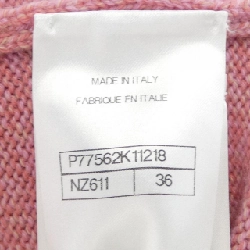 MADE IN ITALY
FABRIQUE EN ITALIE
P77562K11218
NZ611 36